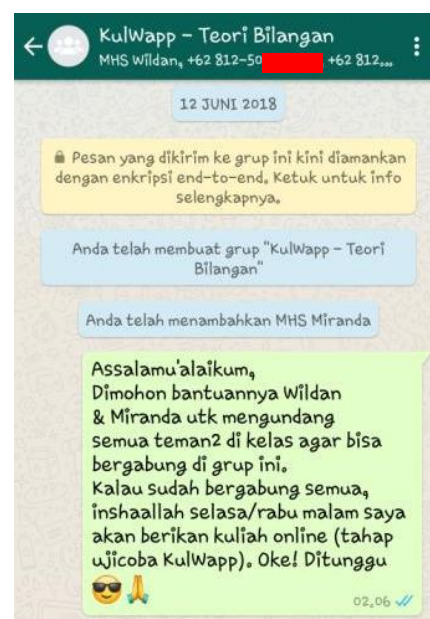 KulWapp - Teori Bilangan
MHS Wildan, +62 812-50 +62 812,...
12 JUNI 2018
Pesan yang dikirim ke grup ini kini diamankan
dengan enkripsi end-to-end. Ketuk untuk info
selengkapnya.
Anda telah membuat grup "KulWapp - Teori
Bilangan"
Anda telah menambahkan MHS Miranda
Assalamu'alaikum,
Dimohon bantuannya Wildan
& Miranda utk mengundang
semua teman2 di kelas agar bisa
bergabung di grup ini.
Kalau sudah bergabung semua,
inshaallah selasa/rabu malam saya
akan berikan kuliah online (tahap
ujicoba KulWapp). Oke! Ditunggu
😎🙏
02.06